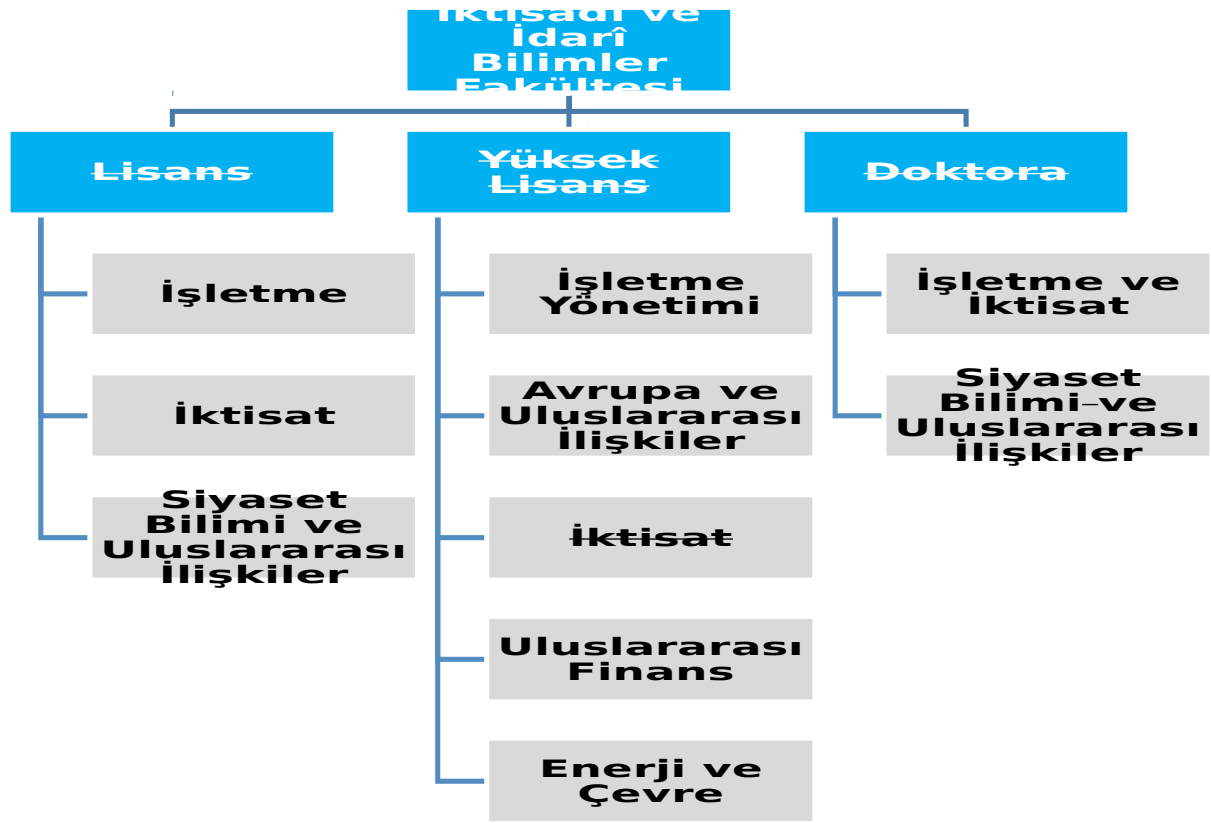 İktisadi ve
İdarî
Bilimler
Fakültesi
Lisans
Yüksek
Lisans
Doktora
İşletme
İktisat
Siyaset
Bilimi ve
Uluslararası
İlişkiler
İşletme
Yönetimi
Avrupa ve
Uluslararası
İlişkiler
İktisat
Uluslararası
Finans
Enerji ve
Çevre
İşletme ve
İktisat
Siyaset
Bilimi ve
Uluslararası
İlişkiler